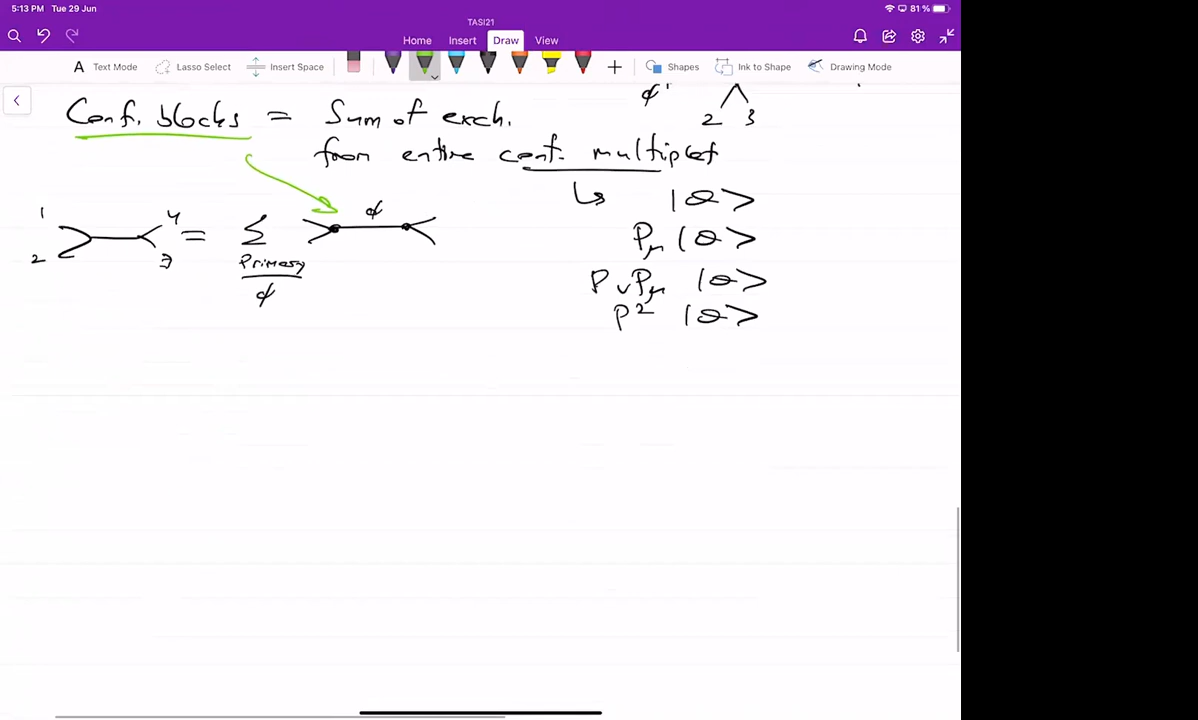 5:13 PM Tue 29 Jun
81 %
TASI21
Home Insert Draw View
Text Mode Lasso Select Insert Space Shapes Ink to Shape Drawing Mode
Conf. blocks = Sum of exch.
from entire conf. multiplet
ϕ'
2 3
↳ |O>
Pμ |O>
PνPμ |O>
P² |O>
1 2 4 3 = Σ ϕ
Primary
ϕ